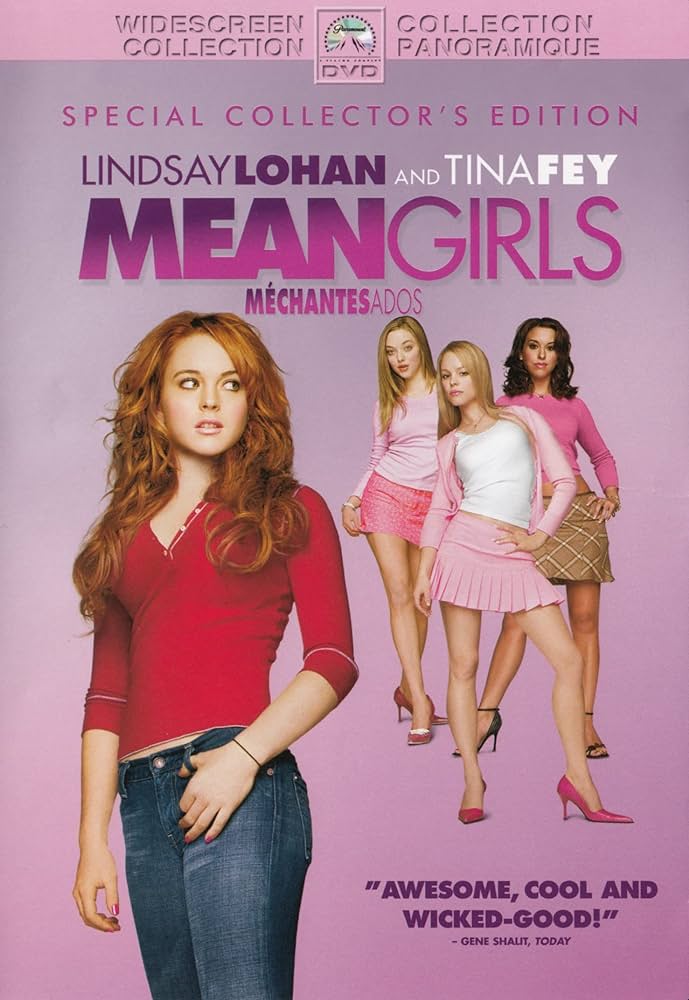 WIDESCREEN COLLECTION
COLLECTION PANORAMIQUE
Paramount
DVD
SPECIAL COLLECTOR'S EDITION
LINDSAY LOHAN AND TINA FEY
MEAN GIRLS
MÉCHANTES ADOS
"AWESOME, COOL AND
WICKED-GOOD!"
– GENE SHALIT, TODAY